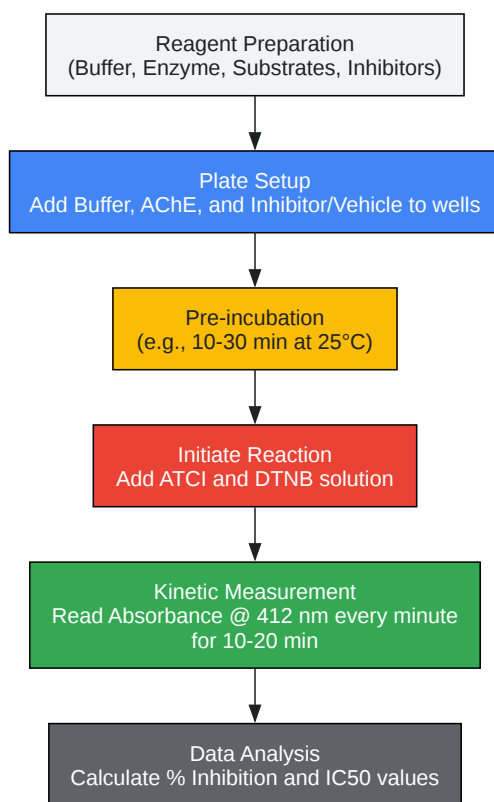 Reagent Preparation
(Buffer, Enzyme, Substrates, Inhibitors)
Plate Setup
Add Buffer, AChE, and Inhibitor/Vehicle to wells
Pre-incubation
(e.g., 10-30 min at 25°C)
Initiate Reaction
Add ATCI and DTNB solution
Kinetic Measurement
Read Absorbance @ 412 nm every minute
for 10-20 min
Data Analysis
Calculate % Inhibition and IC50 values